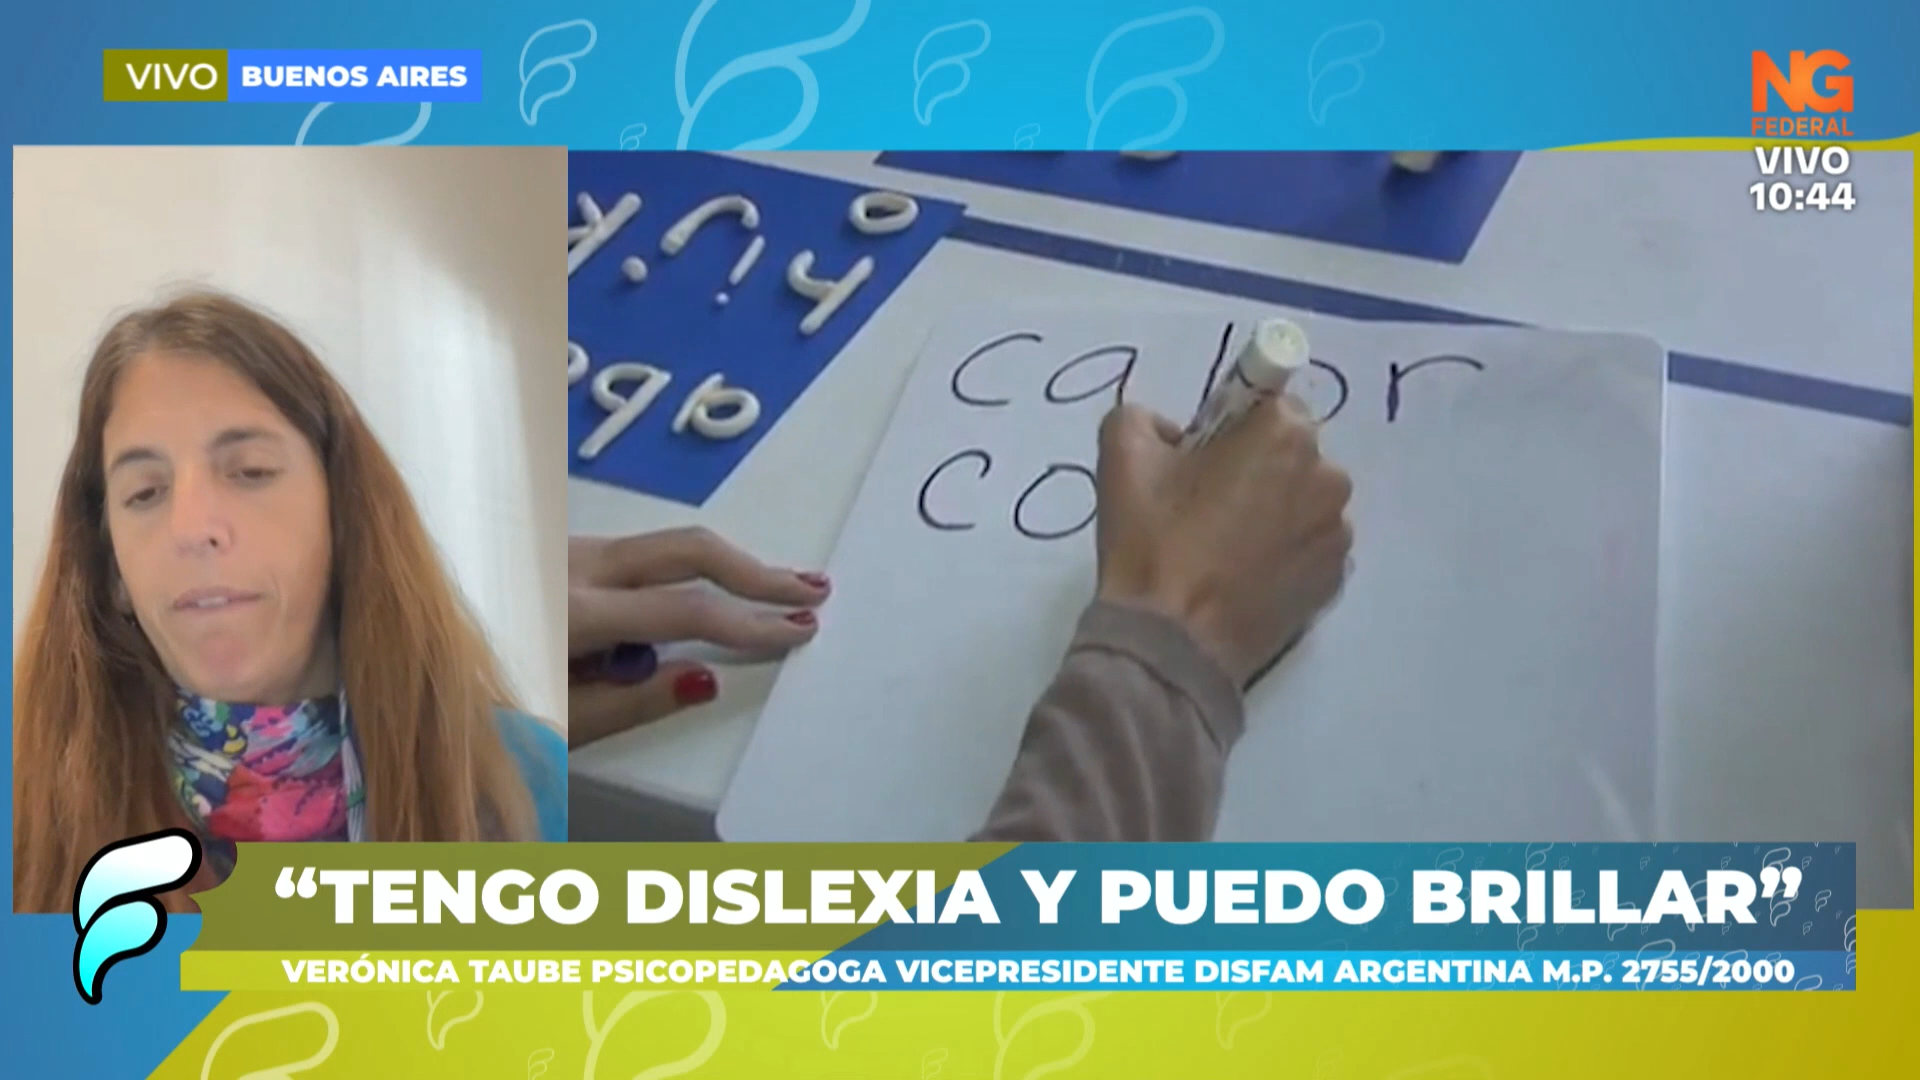 VIVO BUENOS AIRES
NG
FEDERAL
VIVO
10:44
calor
co
“TENGO DISLEXIA Y PUEDO BRILLAR”
VERÓNICA TAUBE PSICOPEDAGOGA VICEPRESIDENTE DISFAM ARGENTINA M.P. 2755/2000